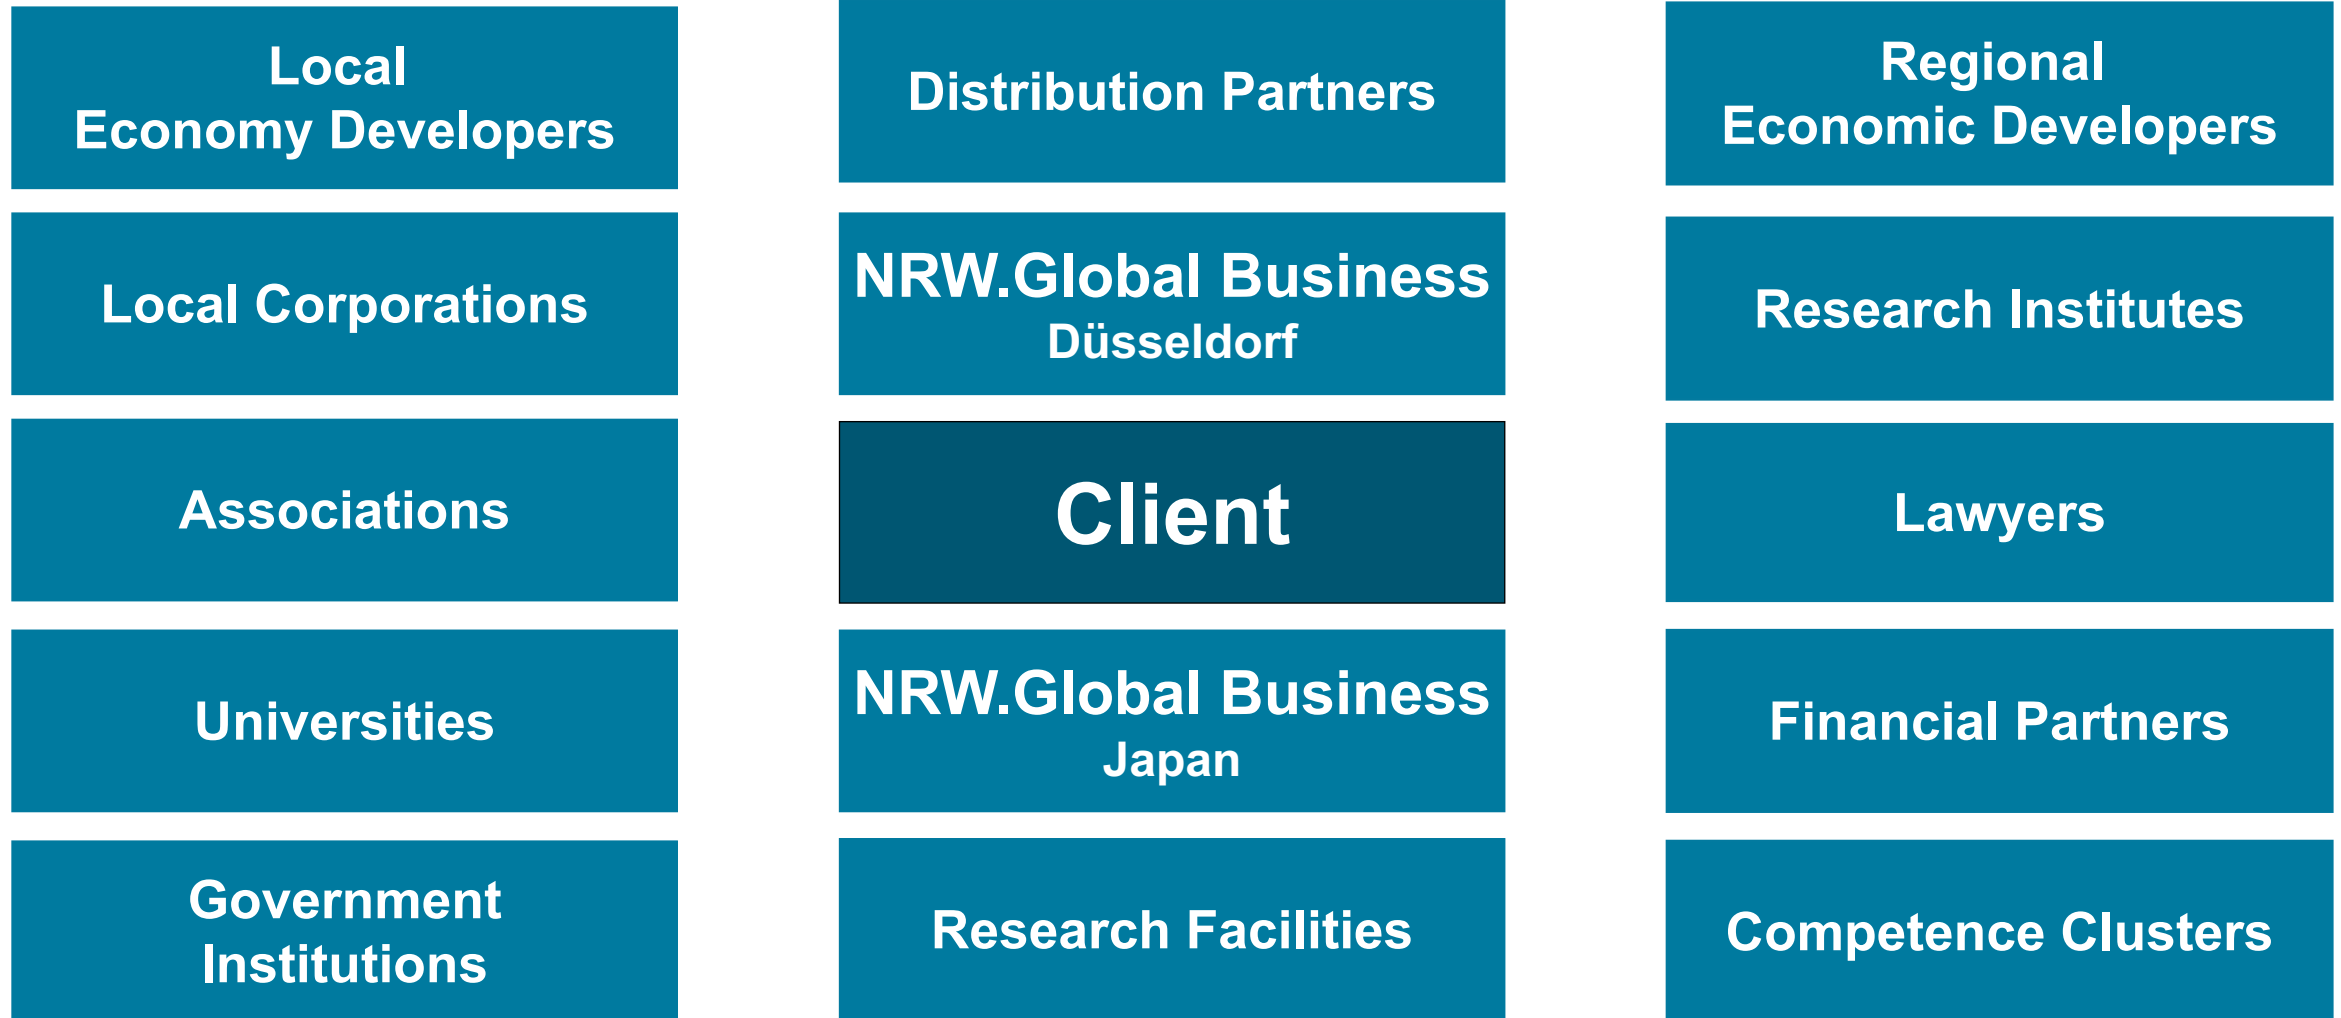 Local
Economy Developers
Distribution Partners
Regional
Economic Developers
Local Corporations
NRW.Global Business
Düsseldorf
Research Institutes
Associations
Client
Lawyers
Universities
NRW.Global Business
Japan
Financial Partners
Government
Institutions
Research Facilities
Competence Clusters